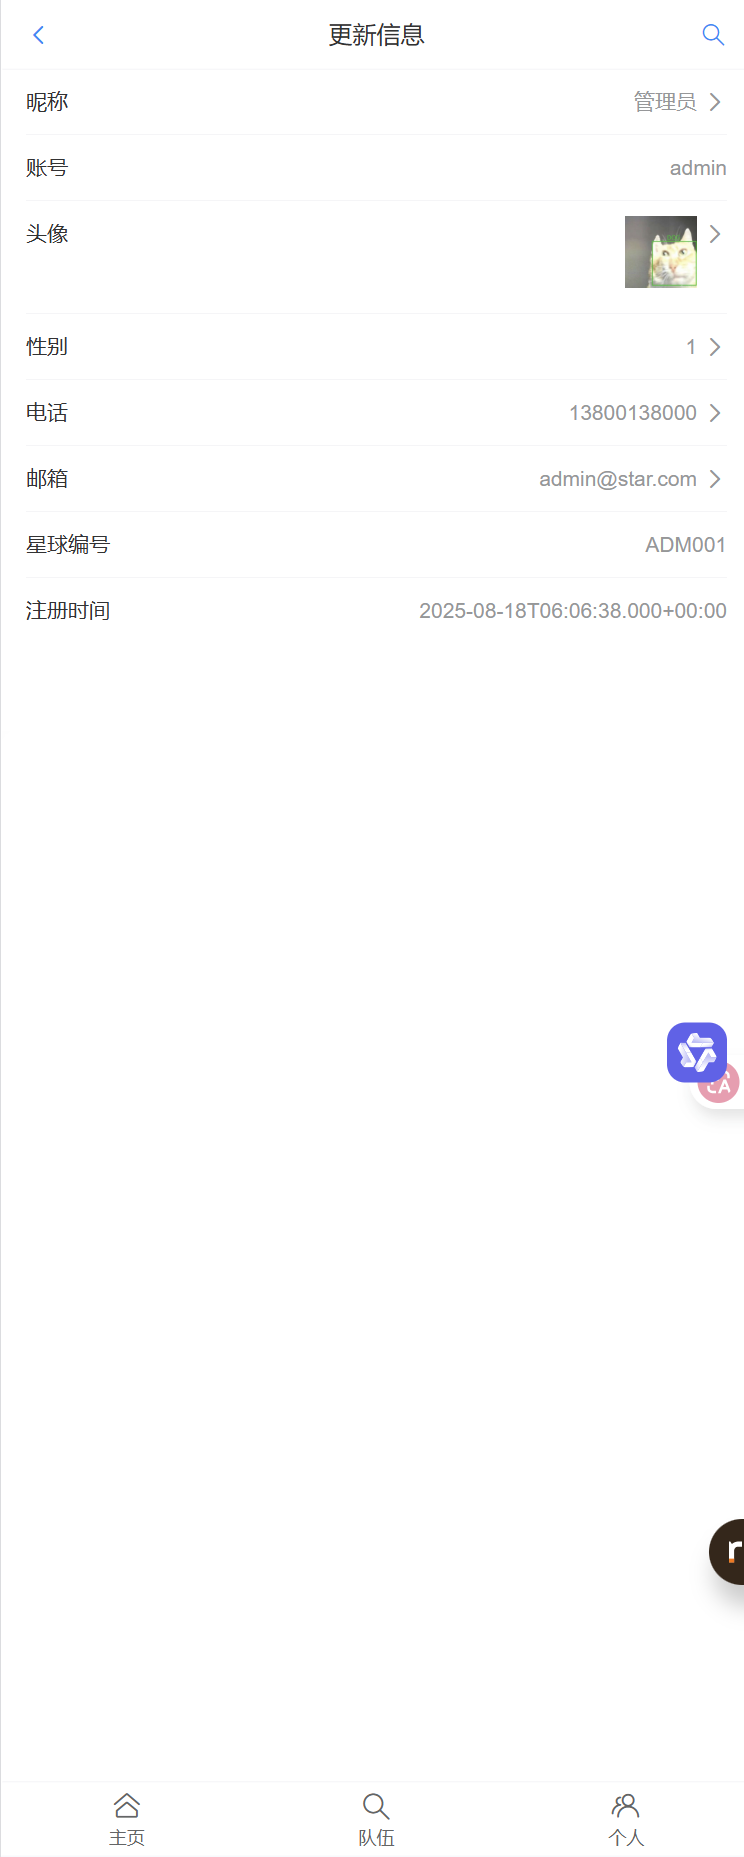 更新信息
昵称 管理员
账号 admin
头像
性别 1
电话 13800138000
邮箱 admin@star.com
星球编号 ADM001
注册时间 2025-08-18T06:06:38.000+00:00
CA
r
主页 队伍 个人